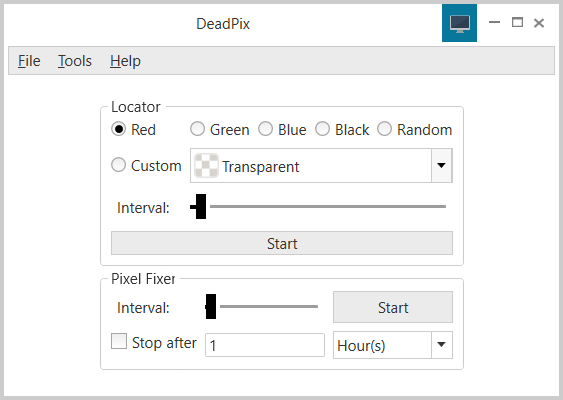 DeadPix
File Tools Help
Locator
Red Green Blue Black Random
Custom Transparent
Interval:
Start
Pixel Fixer
Interval: Start
Stop after 1 Hour(s)